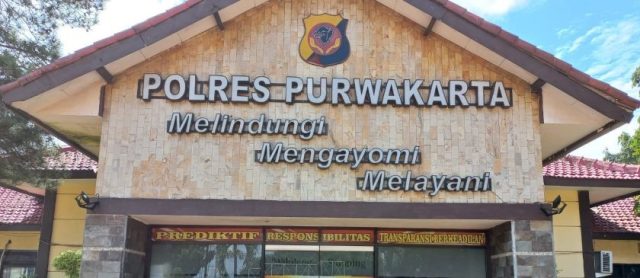 POLRES PURWAKARTA
Melindungi
Mengayomi
Melayani
PREDIKTIF RESPONSIBILITAS TRANSPARANSI BERKEADILAN